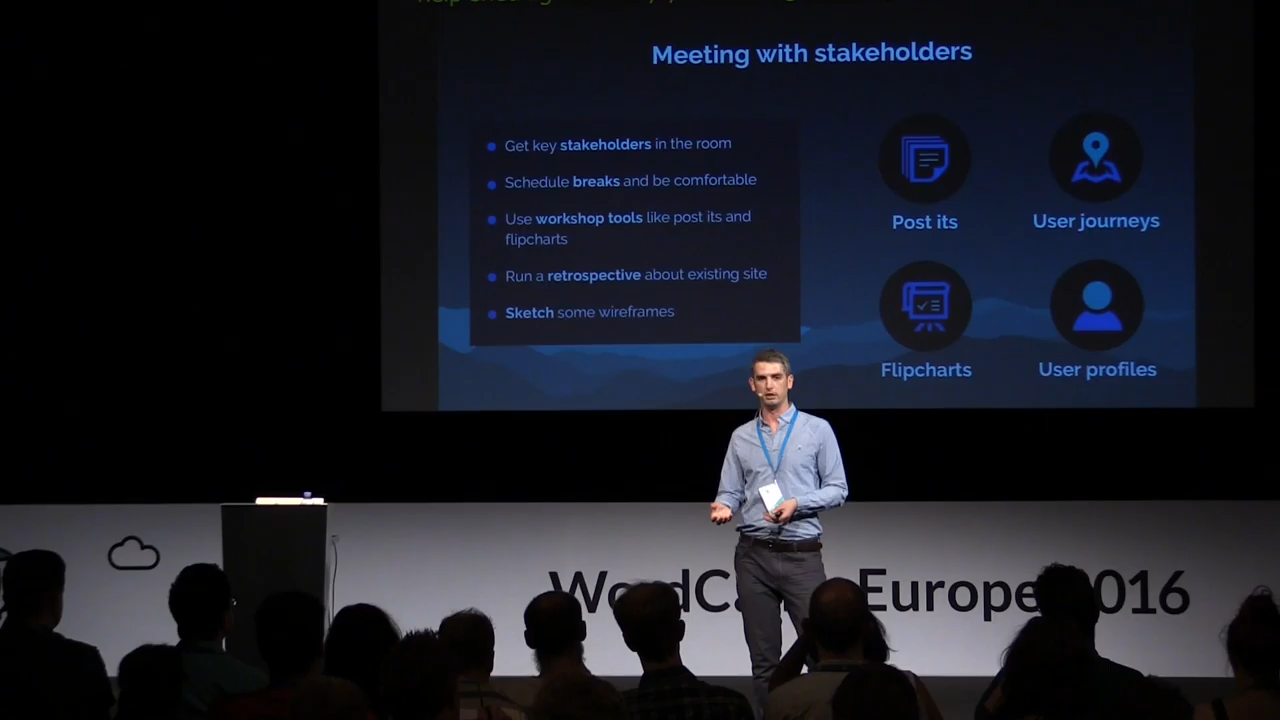 Meeting with stakeholders
Get key stakeholders in the room
Schedule breaks and be comfortable
Use workshop tools like post its and
flipcharts
Run a retrospective about existing site
Sketch some wireframes
Post its
User journeys
Flipcharts
User profiles
Europe